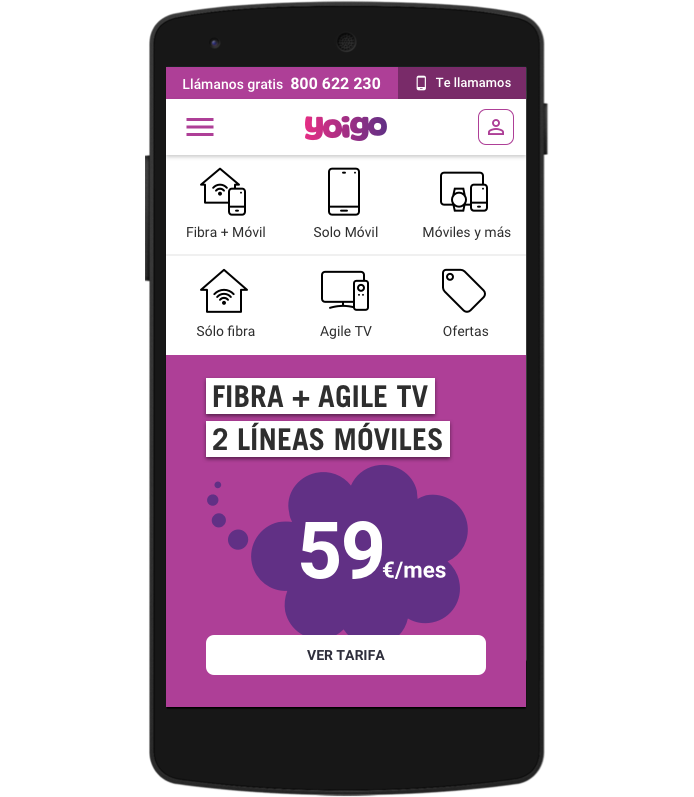 Llámanos gratis 800 622 230 Te llamamos
yoigo
Fibra + Móvil Solo Móvil Móviles y más
Sólo fibra Agile TV Ofertas
FIBRA + AGILE TV
2 LÍNEAS MÓVILES
59€/mes
VER TARIFA